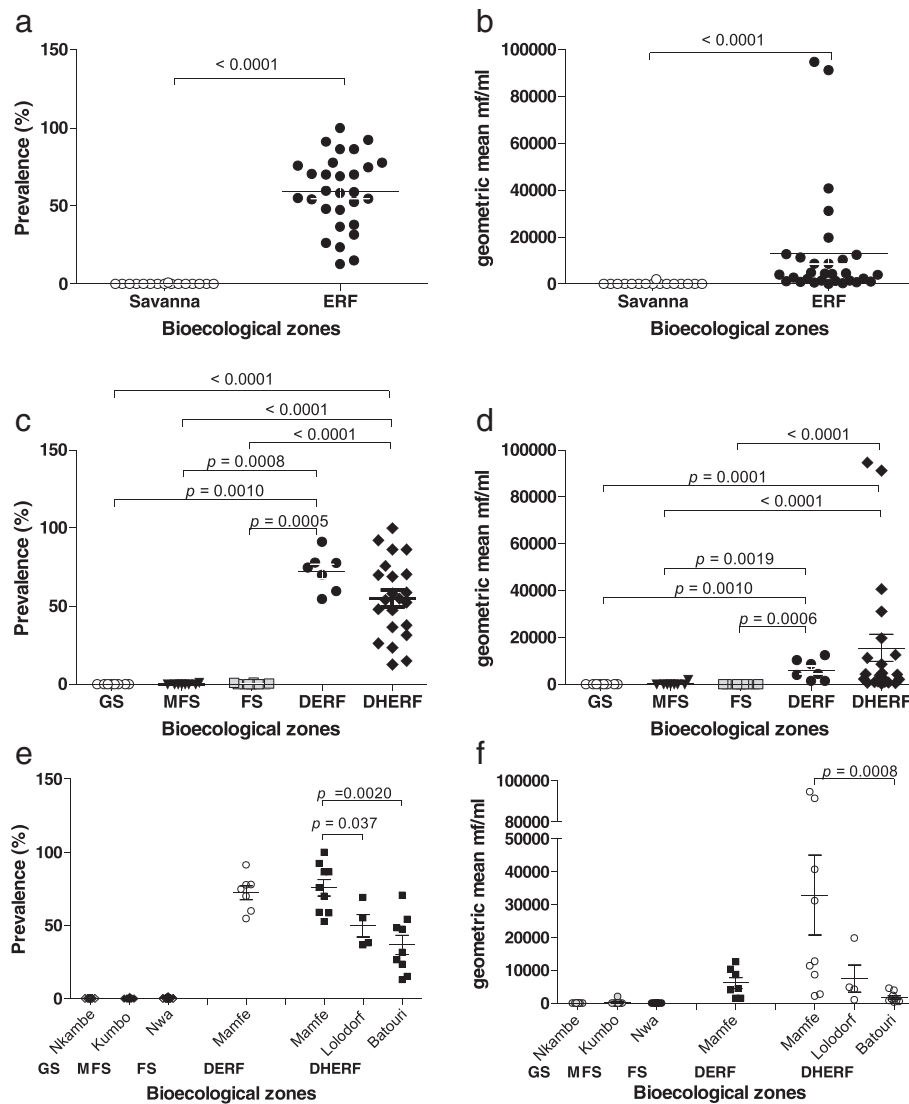 a
< 0.0001
150
100
50
0
Prevalence (%)
Savanna ERF
Bioecological zones
b
< 0.0001
100000
80000
60000
40000
20000
0
geometric mean mf/ml
Savanna ERF
Bioecological zones
c
< 0.0001
< 0.0001
< 0.0001
p = 0.0008
p = 0.0010
p = 0.0005
150
100
50
0
Prevalence (%)
GS MFS FS DERF DHERF
Bioecological zones
d
< 0.0001
p = 0.0001
< 0.0001
p = 0.0019
p = 0.0010
p = 0.0006
100000
80000
60000
40000
20000
0
geometric mean mf/ml
GS MFS FS DERF DHERF
Bioecological zones
e
p =0.0020
p = 0.037
150
100
50
0
Prevalence (%)
Nkambe Kumbo Nwa Mamfe Mamfe Lolodorf Batouri
GS MFS FS DERF DHERF
Bioecological zones
f
p = 0.0008
100000
80000
50000
40000
30000
20000
10000
0
geometric mean mf/ml
Nkambe Kumbo Nwa Mamfe Mamfe Lolodorf Batouri
GS MFS FS DERF DHERF
Bioecological zones